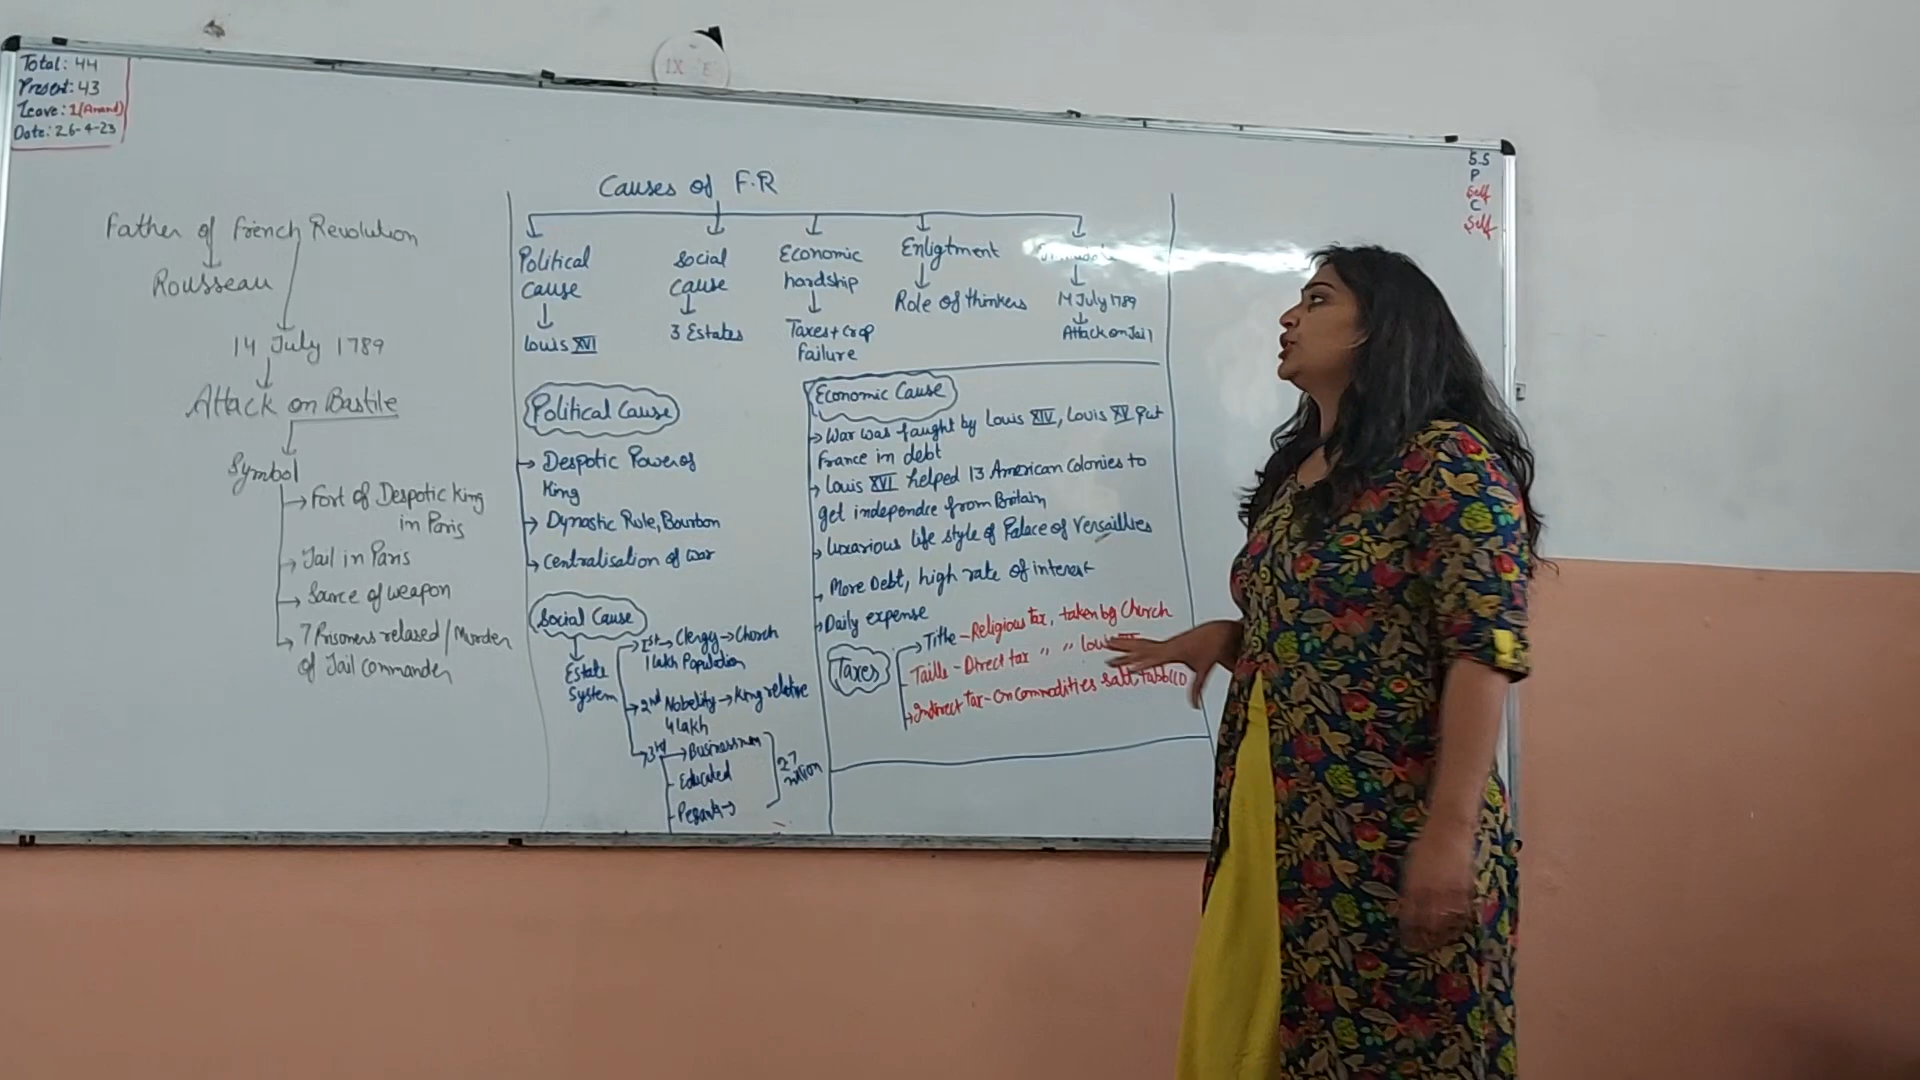 Total: 44
Present: 43
Leave: 1 (Anand)
Date: 26-4-23
IX - E
S.S
P
Self
C
Self
Father of French Revolution
Rousseau
14 July 1789
Attack on Bastile
Symbol
Fort of Despotic King
in Paris
Jail in Paris
Source of weapon
7 Prisoners relased/Murder
of Jail commander
Causes of F.R
Political
cause
Louis XVI
Social
cause
3 Estates
Economic
hardship
Taxes + Crop
failure
Enligtment
Role of thinkers
14 July 1789
Attack on Jail
Political Cause
Despotic Power of
King
Dynastic Rule, Bourbon
Centralisation of war
Social Cause
Estate
System
1st Clergy → Church
1 lakh Population
2nd Nobelity → King relative
4 lakh
3rd → Businessmen
Educated
27
million
Economic Cause
War was faught by Louis XIV, Louis XV put
France in debt
Louis XVI helped 13 American Colonies to
get independce from Britain
luxarious life style of Palace of Versaillies
More Debt, high rate of interest
Daily expense
Taxes
Tithe - Religious tax, taken by Church
Taille - Direct tax " "
Indirect Tax - On Commodities salt